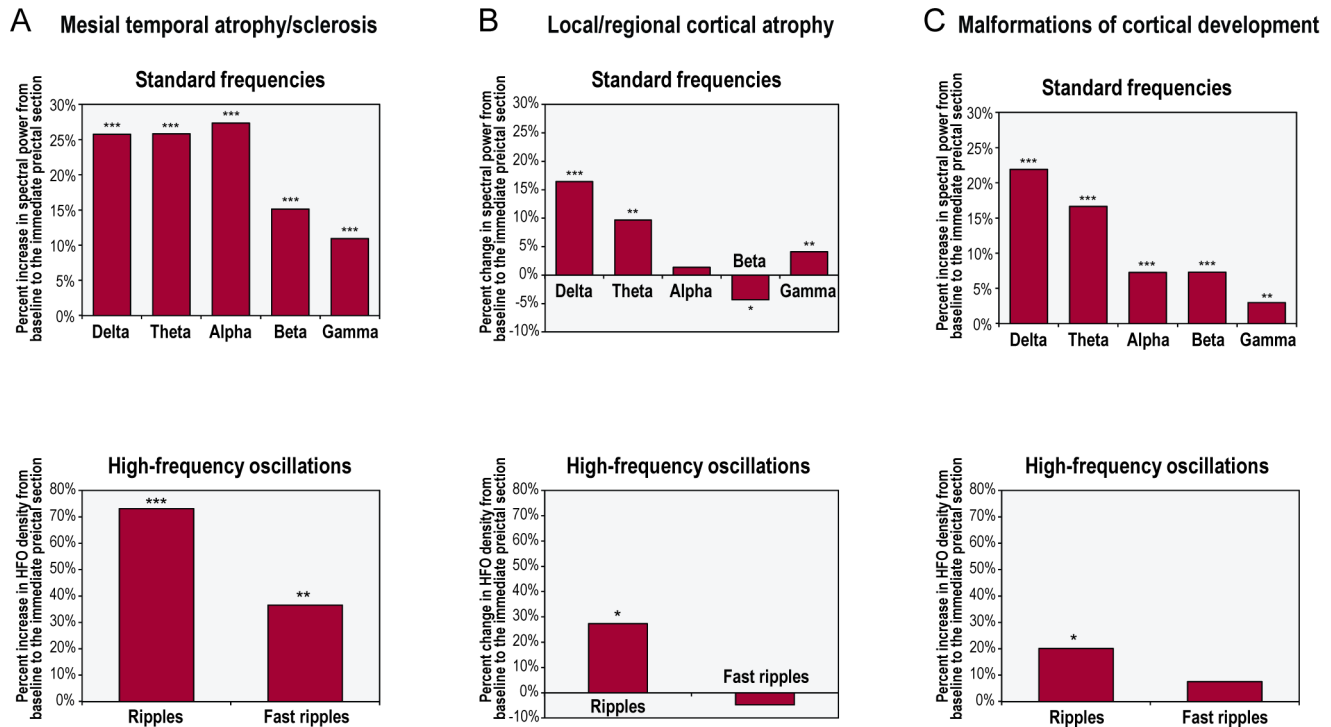 A Mesial temporal atrophy/sclerosis
Standard frequencies
Percent increase in spectral power from
baseline to the immediate preictal section
30%
25%
20%
15%
10%
5%
0%
***
***
***
***
***
Delta Theta Alpha Beta Gamma
High-frequency oscillations
Percent increase in HFO density from
baseline to the immediate preictal section
80%
70%
60%
50%
40%
30%
20%
10%
0%
***
**
Ripples Fast ripples
B Local/regional cortical atrophy
Standard frequencies
Percent change in spectral power from
baseline to the immediate preictal section
30%
25%
20%
15%
10%
5%
0%
-5%
-10%
***
**
Beta
**
Delta Theta Alpha Gamma
*
High-frequency oscillations
Percent change in HFO density from
baseline to the immediate preictal section
80%
70%
60%
50%
40%
30%
20%
10%
0%
-10%
*
Fast ripples
Ripples
C Malformations of cortical development
Standard frequencies
Percent increase in spectral power from
baseline to the immediate preictal section
30%
25%
20%
15%
10%
5%
0%
***
***
***
***
**
Delta Theta Alpha Beta Gamma
High-frequency oscillations
Percent increase in HFO density from
baseline to the immediate preictal section
80%
70%
60%
50%
40%
30%
20%
10%
0%
*
Ripples Fast ripples